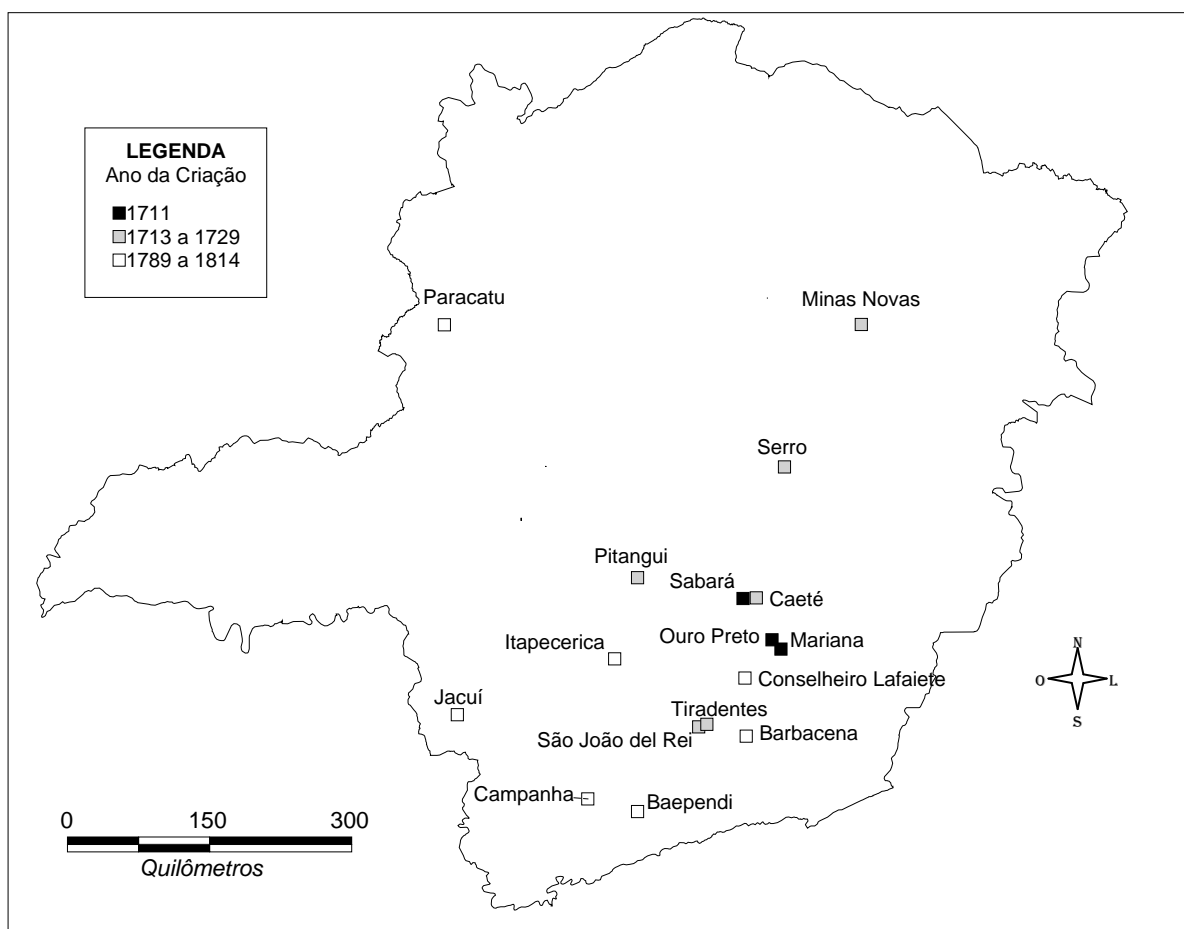 LEGENDA
Ano da Criação
1711
1713 a 1729
1789 a 1814
Paracatu
Minas Novas
Serro
Pitangui
Sabará
Caeté
Ouro Preto
Mariana
Itapecerica
Conselheiro Lafaiete
Jacuí
Tiradentes
São João del Rei
Barbacena
Campanha
Baependi
N
O L
S
0 150 300
Quilômetros